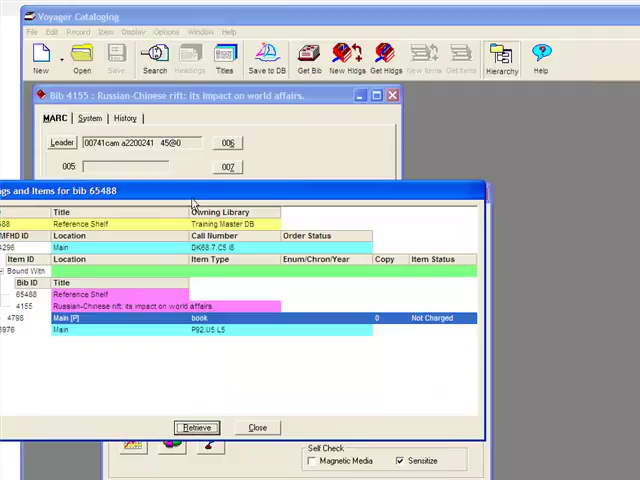 Voyager Cataloging
File Edit Record Item Display Options Window Help
New Open Save Search Headings Titles Save to DB Get Bib New Hldgs Get Hldgs New Items Get Items Hierarchy Help
Bib 4155 : Russian-Chinese rift: its impact on world affairs.
MARC System History
Leader 00741cam a2200241 45@0 006
005: 007
gs and Items for bib 65488
Title Owning Library
488 Reference Shelf Training Master DB
MFHD ID Location Call Number Order Status
4296 Main DK68.7.C5 I6
Item ID Location Item Type Enum/Chron/Year Copy Item Status
Bound With
Bib ID Title
65488 Reference Shelf
4155 Russian-Chinese rift: its impact on world affairs.
4798 Main [P] book 0 Not Charged
6976 Main P92.U5 L5
Retrieve Close
Self Check
Magnetic Media Sensitize